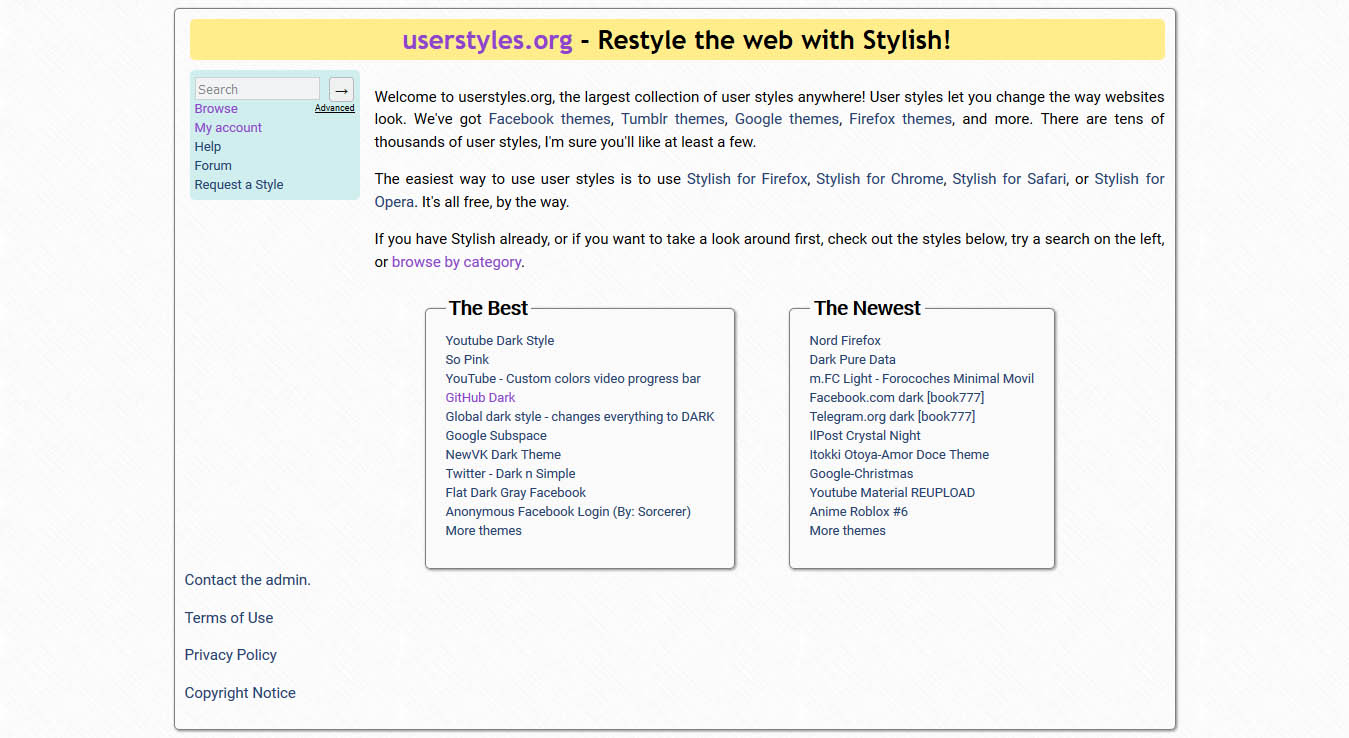 userstyles.org - Restyle the web with Stylish!
Search
→
Browse
Advanced
My account
Help
Forum
Request a Style
Welcome to userstyles.org, the largest collection of user styles anywhere! User styles let you change the way websites
look. We've got Facebook themes, Tumblr themes, Google themes, Firefox themes, and more. There are tens of
thousands of user styles, I'm sure you'll like at least a few.
The easiest way to use user styles is to use Stylish for Firefox, Stylish for Chrome, Stylish for Safari, or Stylish for
Opera. It's all free, by the way.
If you have Stylish already, or if you want to take a look around first, check out the styles below, try a search on the left,
or browse by category.
The Best
Youtube Dark Style
So Pink
YouTube - Custom colors video progress bar
GitHub Dark
Global dark style - changes everything to DARK
Google Subspace
NewVK Dark Theme
Twitter - Dark n Simple
Flat Dark Gray Facebook
Anonymous Facebook Login (By: Sorcerer)
More themes
The Newest
Nord Firefox
Dark Pure Data
m.FC Light - Forocoches Minimal Movil
Facebook.com dark [book777]
Telegram.org dark [book777]
IlPost Crystal Night
Itokki Otoya-Amor Doce Theme
Google-Christmas
Youtube Material REUPLOAD
Anime Roblox #6
More themes
Contact the admin.
Terms of Use
Privacy Policy
Copyright Notice